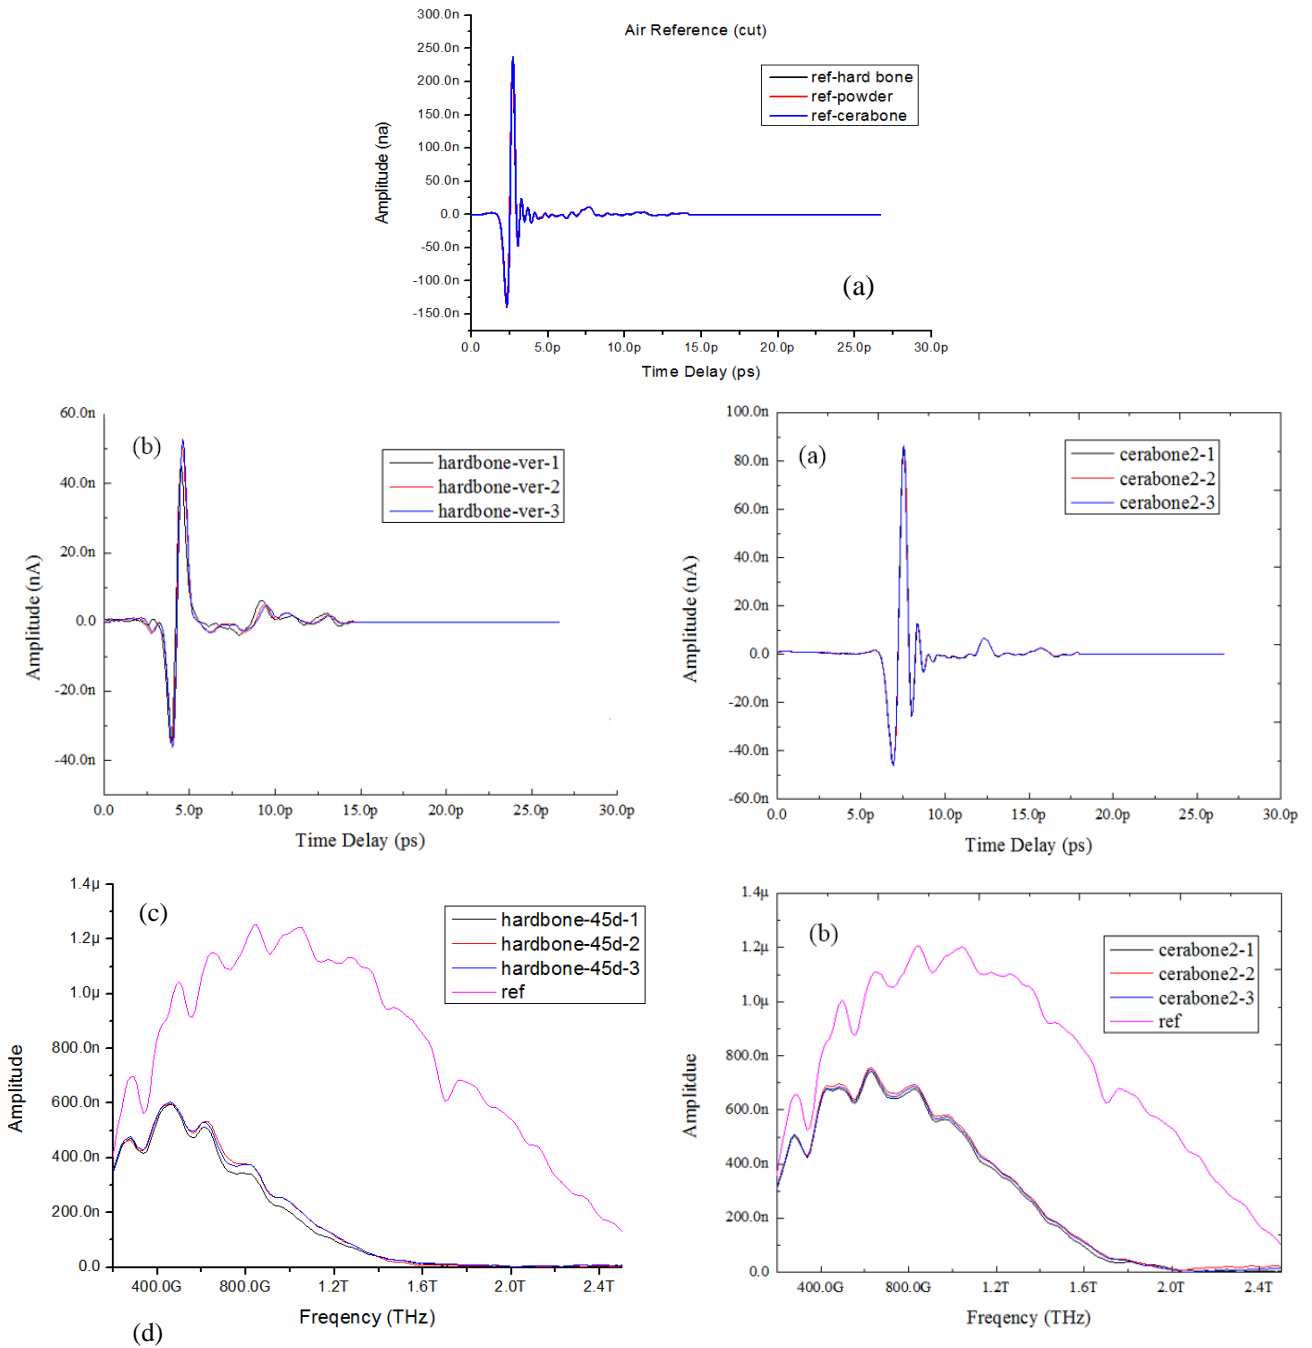 Air Reference (cut)
300.0n
250.0n
200.0n
150.0n
100.0n
50.0n
0.0
-50.0n
-100.0n
-150.0n
Amplitude (na)
ref-hard bone
ref-powder
ref-cerabone
(a)
0.0
5.0p
10.0p
15.0p
20.0p
25.0p
30.0p
Time Delay (ps)
60.0n
40.0n
20.0n
0.0
-20.0n
-40.0n
Amplitude (nA)
(b)
hardbone-ver-1
hardbone-ver-2
hardbone-ver-3
0.0
5.0p
10.0p
15.0p
20.0p
25.0p
30.0p
Time Delay (ps)
100.0n
80.0n
60.0n
40.0n
20.0n
0.0
-20.0n
-40.0n
-60.0n
Amplitude (nA)
(a)
cerabone2-1
cerabone2-2
cerabone2-3
0.0
5.0p
10.0p
15.0p
20.0p
25.0p
30.0p
Time Delay (ps)
1.4μ
1.2μ
1.0μ
800.0n
600.0n
400.0n
200.0n
0.0
Amplitude
(c)
hardbone-45d-1
hardbone-45d-2
hardbone-45d-3
ref
400.0G
800.0G
1.2T
1.6T
2.0T
2.4T
Freqency (THz)
(d)
1.4μ
1.2μ
1.0μ
800.0n
600.0n
400.0n
200.0n
0.0
Amplitdue
(b)
cerabone2-1
cerabone2-2
cerabone2-3
ref
400.0G
800.0G
1.2T
1.6T
2.0T
2.4T
Freqency (THz)